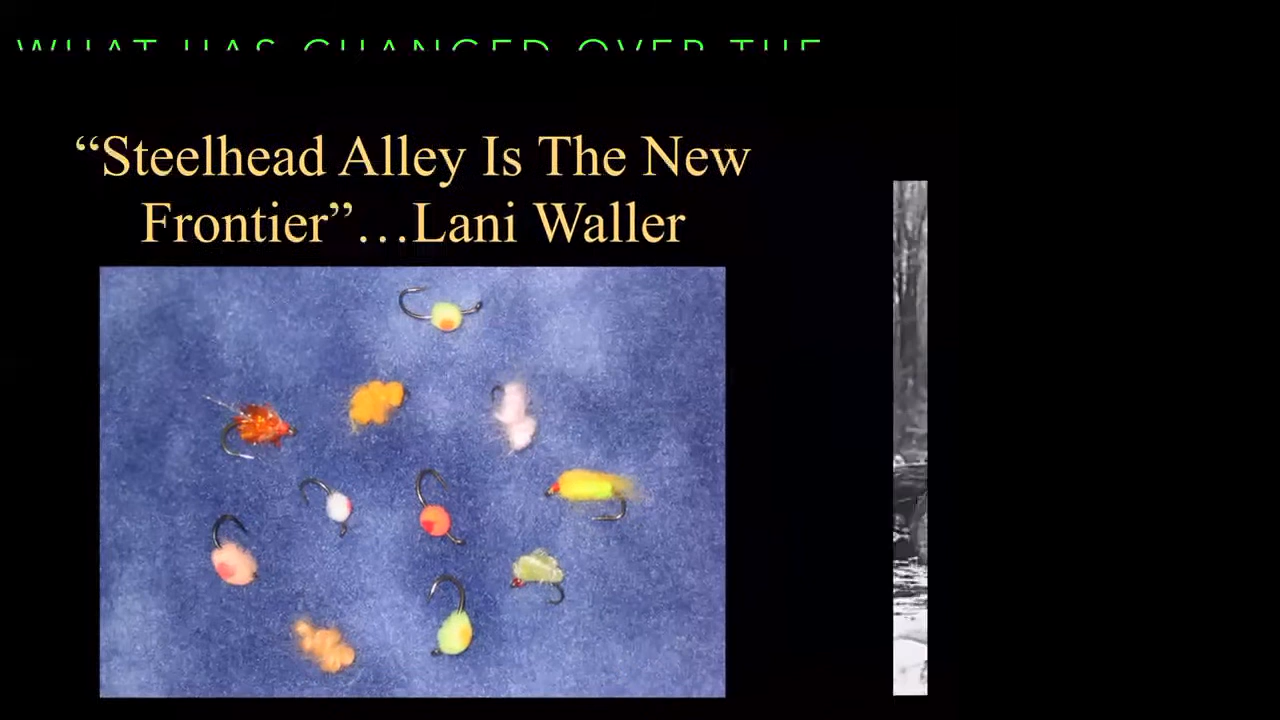 WHAT HAS CHANGED OVER THE
“Steelhead Alley Is The New
Frontier”…Lani Waller